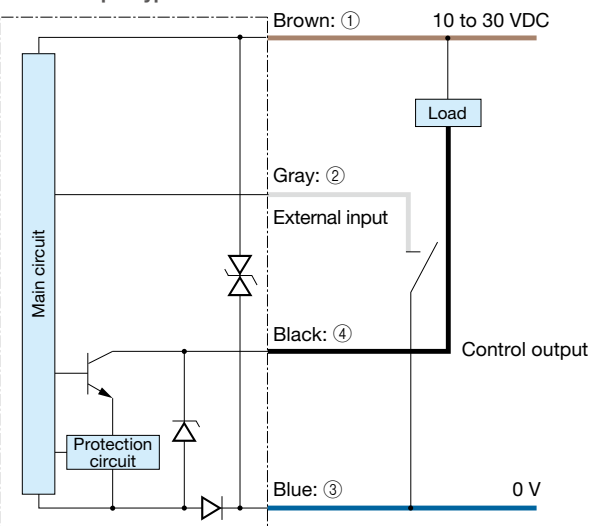 Brown: ① 10 to 30 VDC
Load
Gray: ②
External input
Main circuit
Black: ④
Control output
Protection
circuit
Blue: ③ 0 V